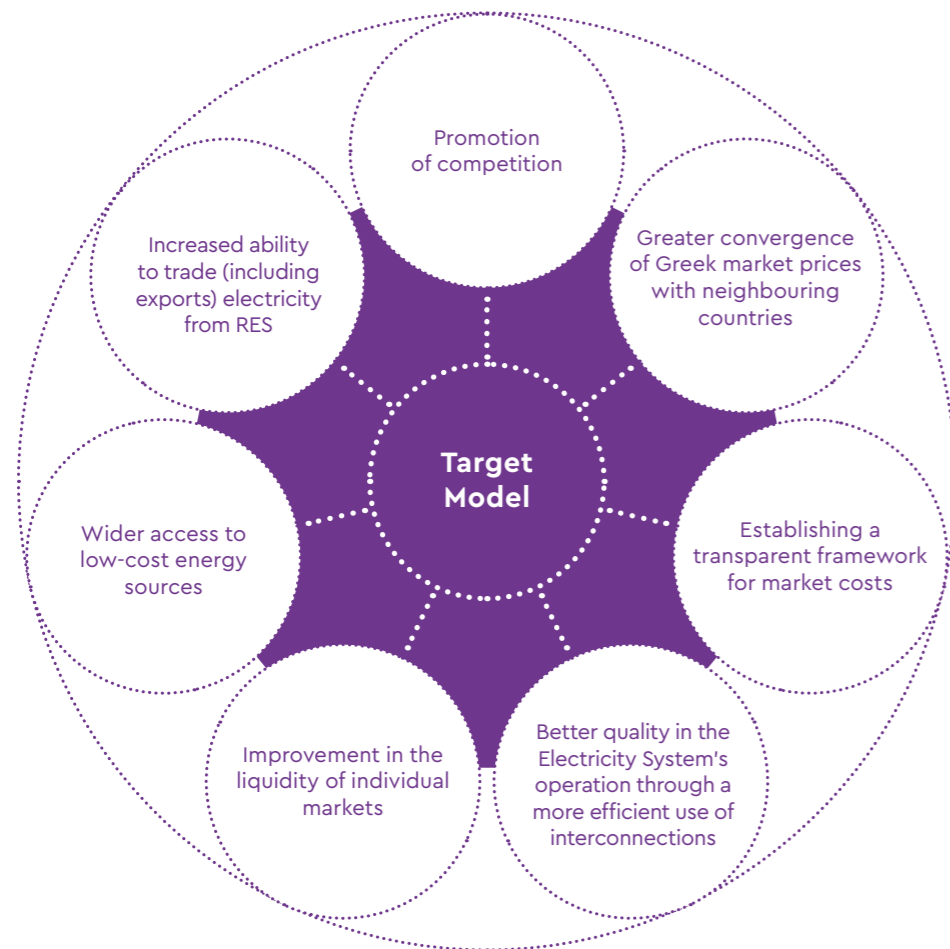 Promotion
of competition
Greater convergence
of Greek market prices
with neighbouring
countries
Establishing a
transparent framework
for market costs
Better quality in the
Electricity System's
operation through a
more efficient use of
interconnections
Improvement in the
liquidity of individual
markets
Wider access to
low-cost energy
sources
Increased ability
to trade (including
exports) electricity
from RES
Target
Model